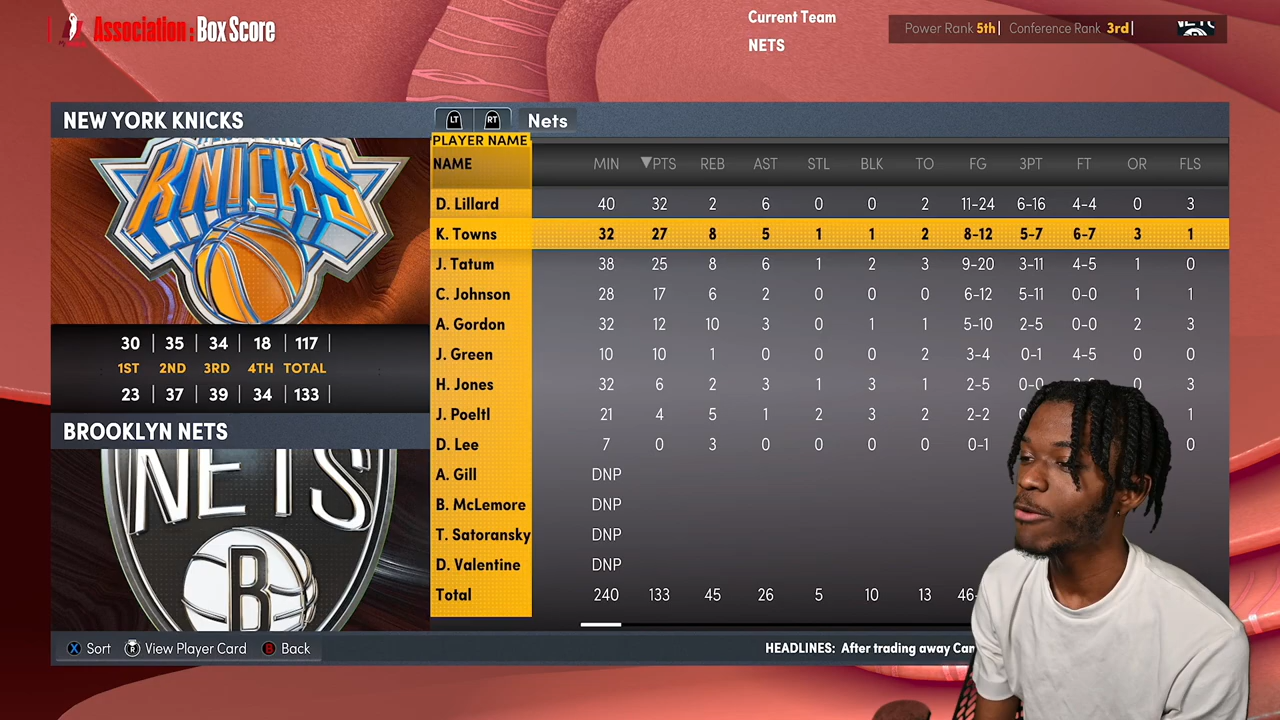 Association: Box Score
Current Team
NETS
Power Rank 5th| Conference Rank 3rd|
NEW YORK KNICKS
KNICKS
30 | 35 | 34 | 18 | 117 |
1ST 2ND 3RD 4TH TOTAL
23 | 37 | 39 | 34 | 133 |
BROOKLYN NETS
NETS
B
LT RT Nets
PLAYER NAME
NAME MIN ▼PTS REB AST STL BLK TO FG 3PT FT OR FLS
D. Lillard 40 32 2 6 0 0 2 11-24 6-16 4-4 0 3
K. Towns 32 27 8 5 1 1 2 8-12 5-7 6-7 3 1
J. Tatum 38 25 8 6 1 2 3 9-20 3-11 4-5 1 0
C. Johnson 28 17 6 2 0 0 0 6-12 5-11 0-0 1 1
A. Gordon 32 12 10 3 0 1 1 5-10 2-5 0-0 2 3
J. Green 10 10 1 0 0 0 2 3-4 0-1 4-5 0 0
H. Jones 32 6 2 3 1 3 1 2-5 0-0 0 3
J. Poeltl 21 4 5 1 2 3 2 2-2 1
D. Lee 7 0 3 0 0 0 0 0-1 0
A. Gill DNP
B. McLemore DNP
T. Satoransky DNP
D. Valentine DNP
Total 240 133 45 26 5 10 13 46-
X Sort R View Player Card B Back
HEADLINES: After trading away